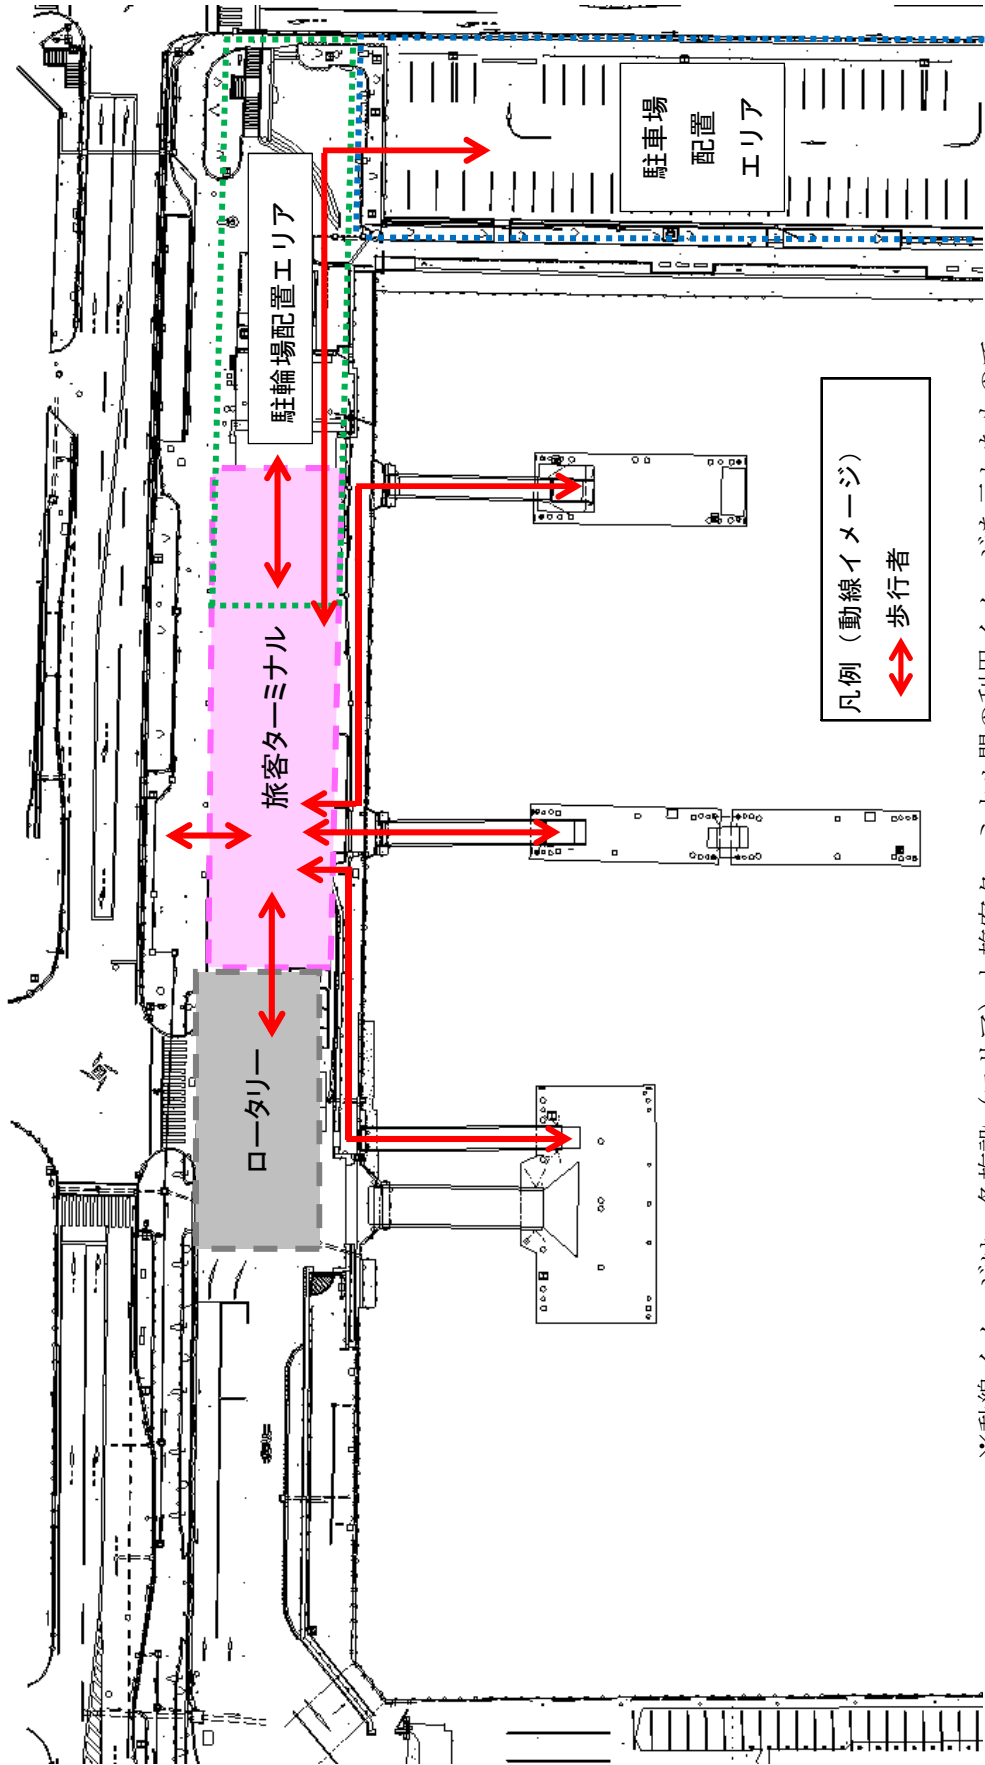 駐車場
配置
エリア
駐輪場配置エリア
旅客ターミナル
ロータリー
凡例（動線イメージ）
歩行者